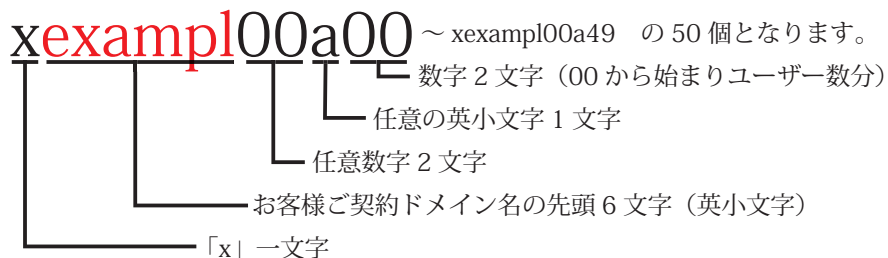 xexampl00a00 ～ xexampl00a49　の 50 個となります。
数字 2 文字（00 から始まりユーザー数分）
任意の英小文字 1 文字
任意数字 2 文字
お客様ご契約ドメイン名の先頭 6 文字（英小文字）
「x」一文字